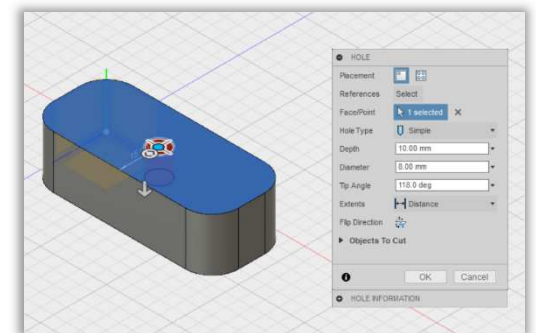 HOLE
Placement
References Select
Face/Point 1 selected
Hole Type Simple
Depth 10.00 mm
Diameter 8.00 mm
Tip Angle 118.0 deg
Extents Distance
Flip Direction
Objects To Cut
OK Cancel
HOLE INFORMATION